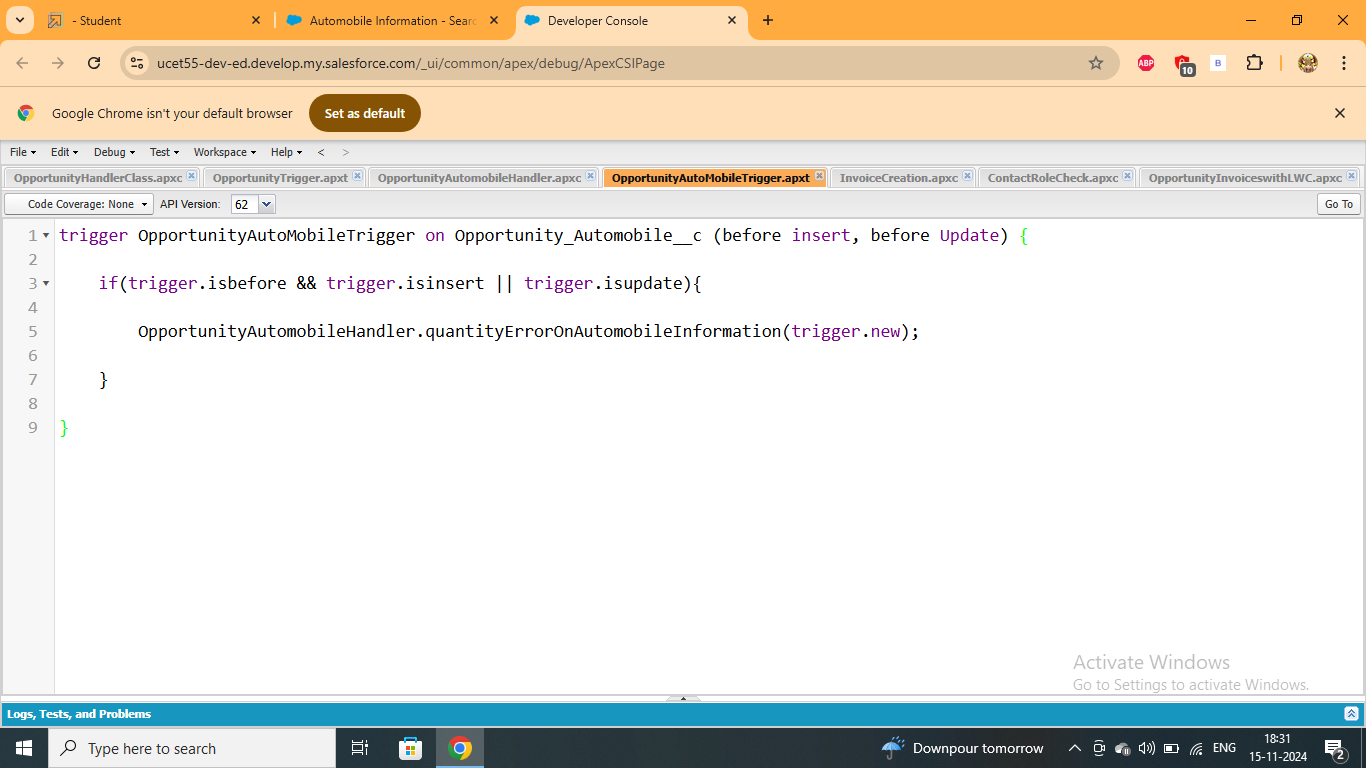 - Student
Automobile Information - Sear
Developer Console
ucet55-dev-ed.develop.my.salesforce.com/_ui/common/apex/debug/ApexCSIPage
ABP
10
B
Google Chrome isn't your default browser
Set as default
File Edit Debug Test Workspace Help < >
OpportunityHandlerClass.apxc
OpportunityTrigger.apxt
OpportunityAutomobileHandler.apxc
OpportunityAutoMobileTrigger.apxt
InvoiceCreation.apxc
ContactRoleCheck.apxc
OpportunityInvoiceswithLWC.apxc
Code Coverage: None API Version: 62 Go To
1 trigger OpportunityAutoMobileTrigger on Opportunity_Automobile__c (before insert, before Update) {
2
3 if(trigger.isbefore && trigger.isinsert || trigger.isupdate){
4
5 OpportunityAutomobileHandler.quantityErrorOnAutomobileInformation(trigger.new);
6
7 }
8
9 }
Activate Windows
Go to Settings to activate Windows.
Logs, Tests, and Problems
Type here to search
Downpour tomorrow
ENG
18:31
15-11-2024
2